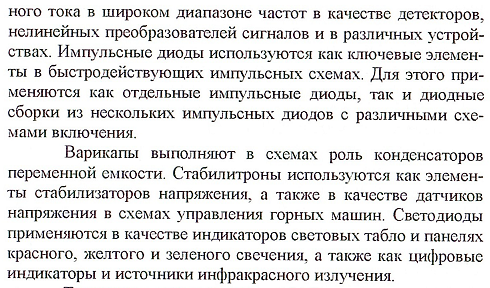 ного тока в широком диапазоне частот в качестве детекторов,
нелинейных преобразователей сигналов и в различных устрой-
ствах. Импульсные диоды используются как ключевые элемен-
ты в быстродействующих импульсных схемах. Для этого при-
меняются как отдельные импульсные диоды, так и диодные
сборки из нескольких импульсных диодов с различными схе-
мами включения.
Варикапы выполняют в схемах роль конденсаторов
переменной емкости. Стабилитроны используются как элемен-
ты стабилизаторов напряжения, а также в качестве датчиков
напряжения в схемах управления горных машин. Светодиоды
применяются в качестве индикаторов световых табло и панелях
красного, желтого и зеленого свечения, а также как цифровые
индикаторы и источники инфракрасного излучения.